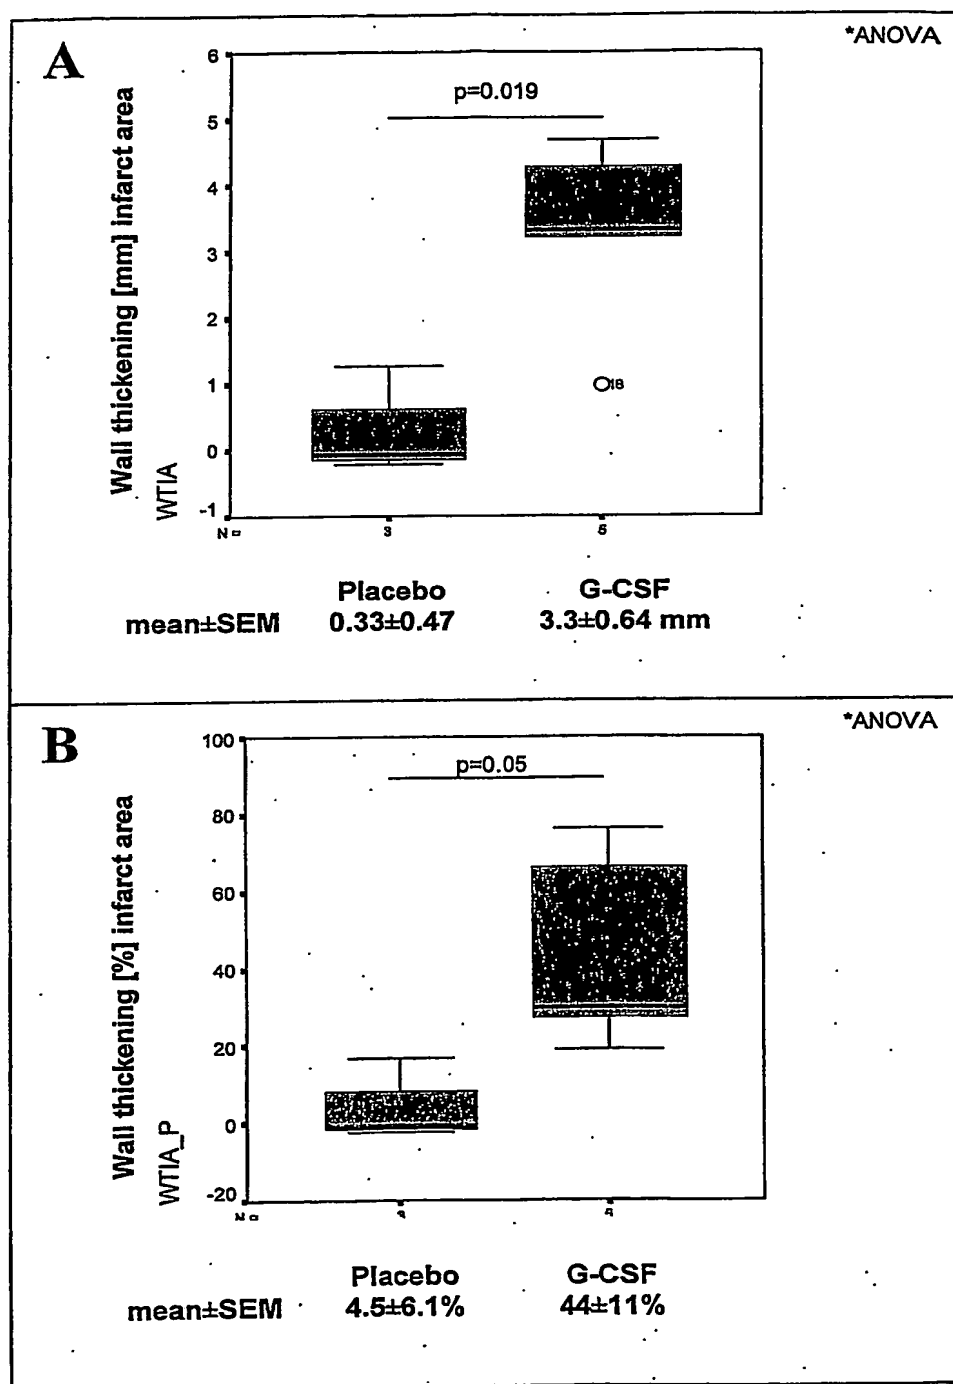 A
*ANOVA
Wall thickening [mm] infarct area
WTIA
6
5
4
3
2
1
0
-1
p=0.019
18
N =
3
5
Placebo
G-CSF
mean±SEM
0.33±0.47
3.3±0.64 mm
B
*ANOVA
Wall thickening [%] infarct area
WTIA_P
100
80
60
40
20
0
-20
p=0.05
Placebo
G-CSF
mean±SEM
4.5±6.1%
44±11%